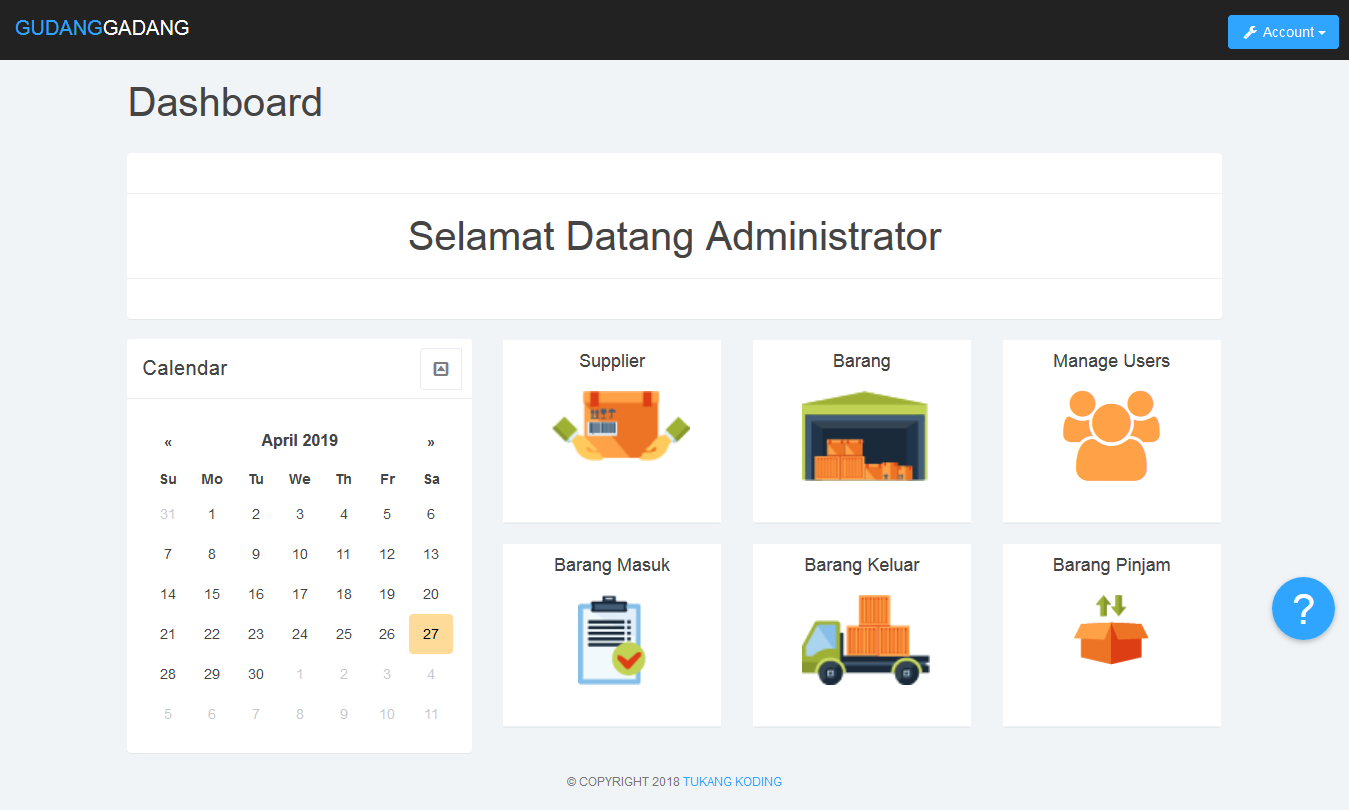 GUDANGGADANG
Account
Dashboard
Selamat Datang Administrator
Calendar
« April 2019 »
Su Mo Tu We Th Fr Sa
31 1 2 3 4 5 6
7 8 9 10 11 12 13
14 15 16 17 18 19 20
21 22 23 24 25 26 27
28 29 30 1 2 3 4
5 6 7 8 9 10 11
Supplier
Barang
Manage Users
Barang Masuk
Barang Keluar
Barang Pinjam
?
© COPYRIGHT 2018 TUKANG KODING